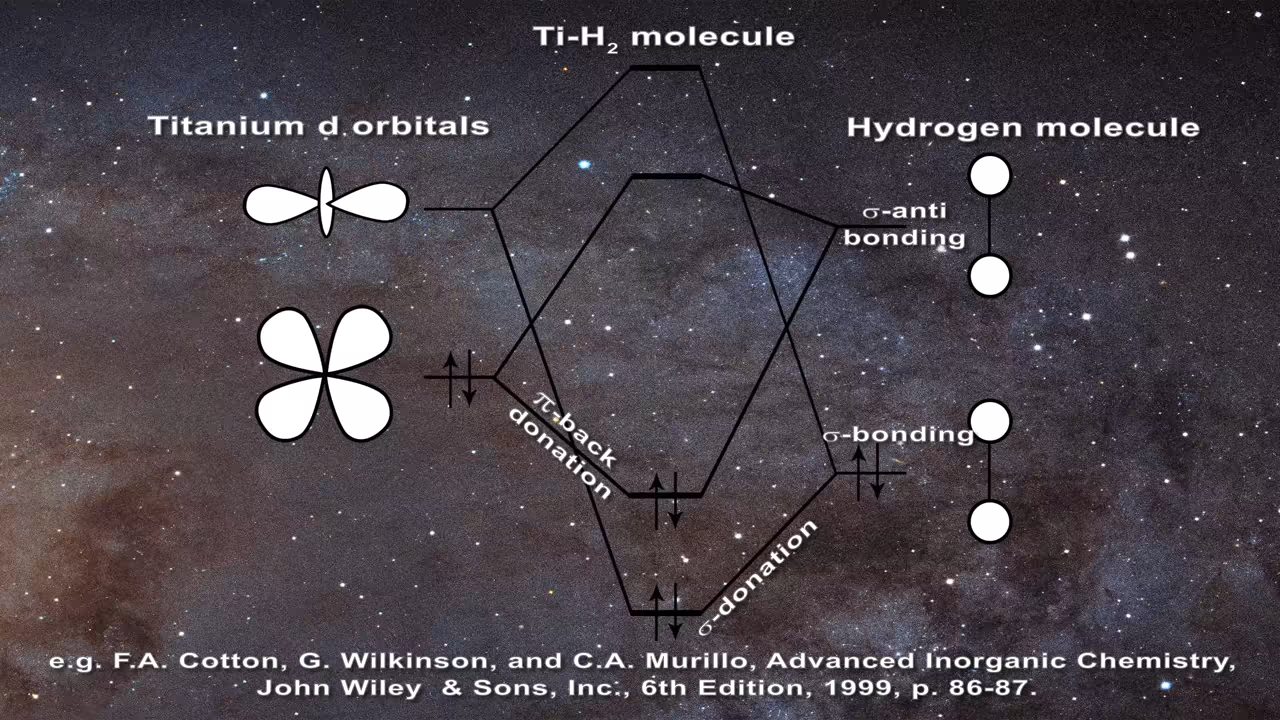 Ti-H₂ molecule
Titanium d orbitals
Hydrogen molecule
σ-anti
bonding
π-back
donation
σ-bonding
σ-donation
e.g. F.A. Cotton, G. Wilkinson, and C.A. Murillo, Advanced Inorganic Chemistry,
John Wiley & Sons, Inc., 6th Edition, 1999, p. 86-87.